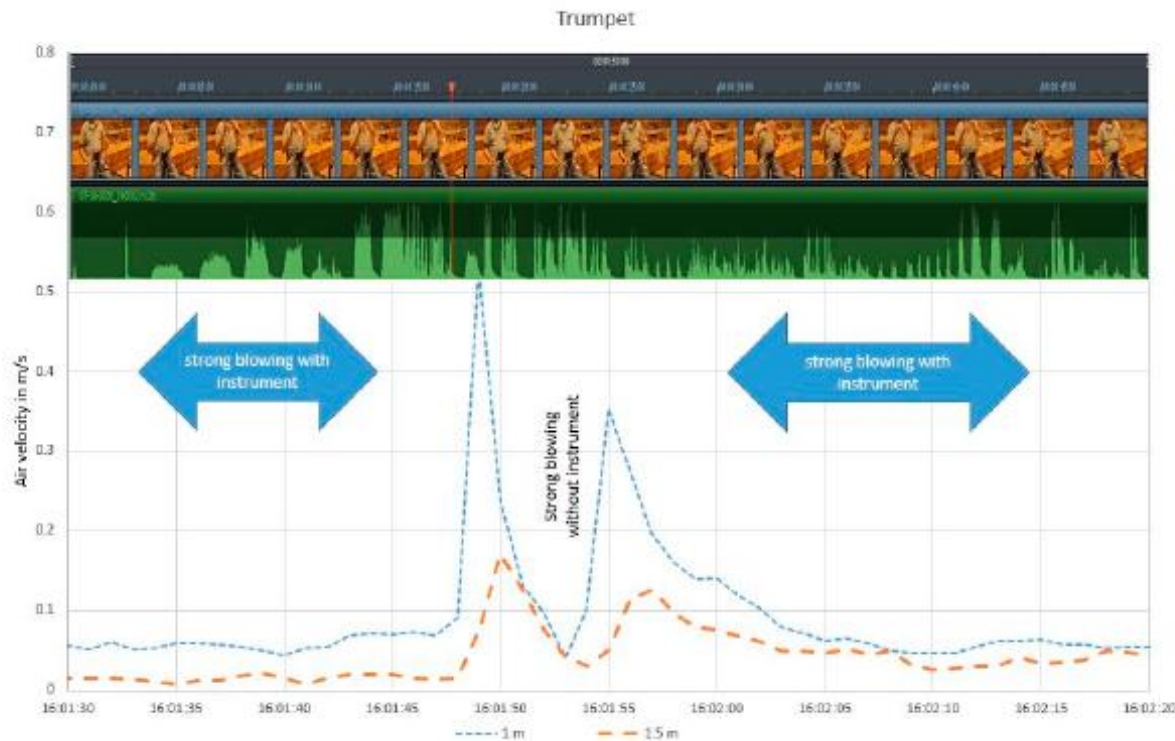 Trumpet
0.8
0.7
0.6
0.5
0.4
0.3
0.2
0.1
0
Air velocity in m/s
strong blowing with
instrument
Strong blowing
without instrument
strong blowing with
instrument
16:01:30
16:01:35
16:01:40
16:01:45
16:01:50
16:01:55
16:02:00
16:02:05
16:02:10
16:02:15
16:02:20
1 m
1.5 m